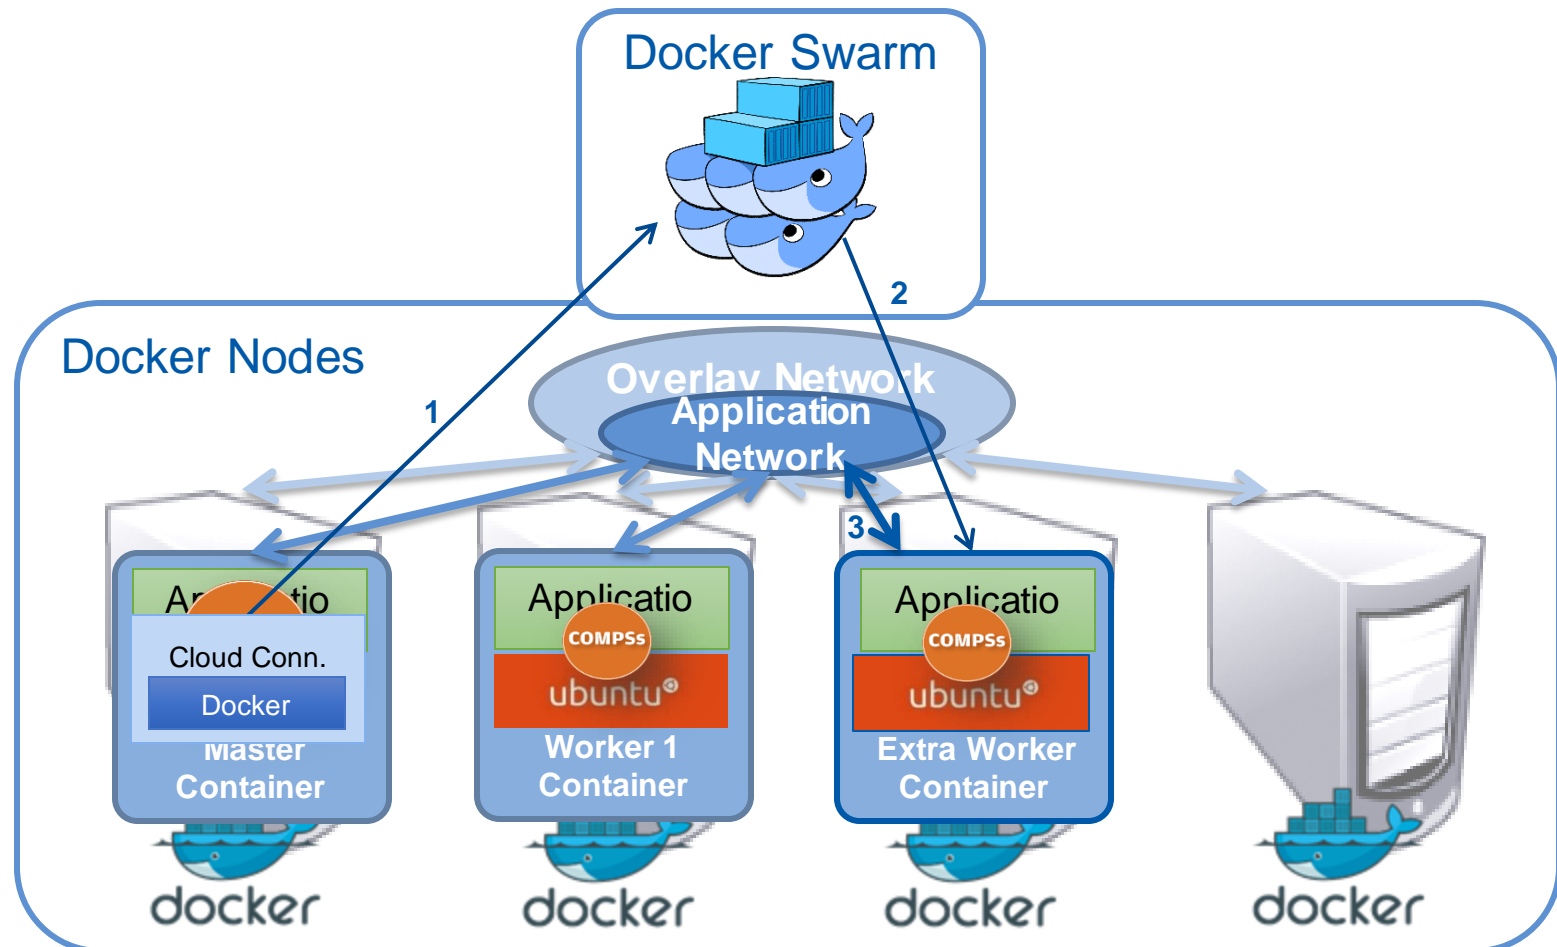 Docker Swarm
2
Docker Nodes
1
Overlay Network
Application
Network
3
Cloud Conn.
Docker
Master
Container
Applicatio
COMPSs
ubuntu
Worker 1
Container
Applicatio
COMPSs
ubuntu
Extra Worker
Container
docker
docker
docker
docker